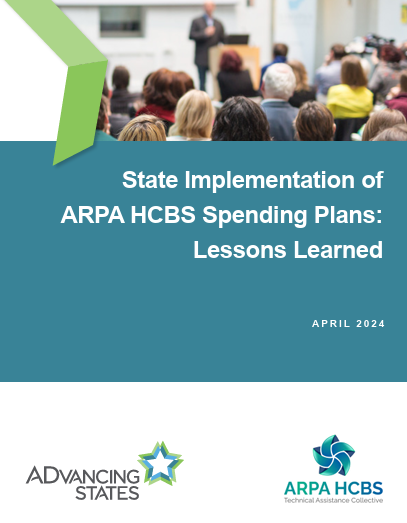 State Implementation of
ARPA HCBS Spending Plans:
Lessons Learned
APRIL 2024
ADVANCING
STATES
ARPA HCBS
Technical Assistance Collective